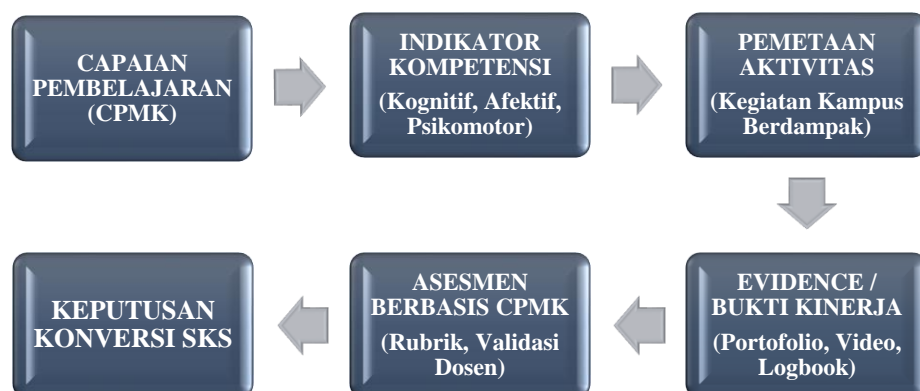 CAPAIAN
PEMBELAJARAN
(CPMK)
INDIKATOR
KOMPETENSI
(Kognitif, Afektif,
Psikomotor)
PEMETAAN
AKTIVITAS
(Kegiatan Kampus
Berdampak)
EVIDENCE /
BUKTI KINERJA
(Portofolio, Video,
Logbook)
ASESMEN
BERBASIS CPMK
(Rubrik, Validasi
Dosen)
KEPUTUSAN
KONVERSI SKS